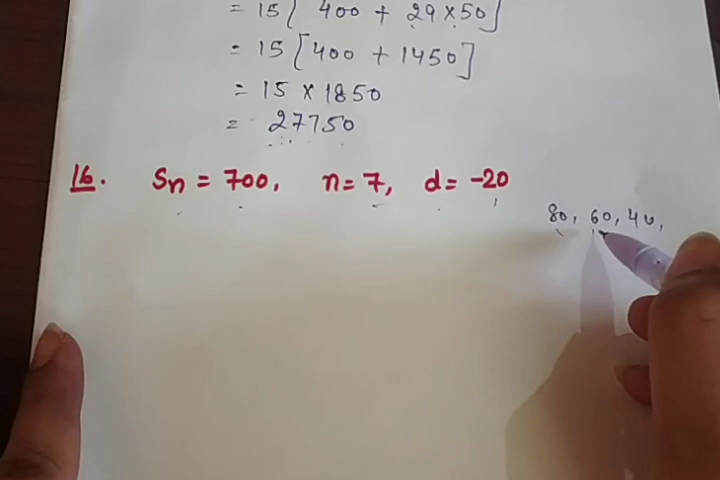 = 15[ 400 + 29 × 50]
= 15 [400 + 1450]
= 15 × 1850
= 27750
16. Sn = 700, n = 7, d = -20
80, 60, 40,